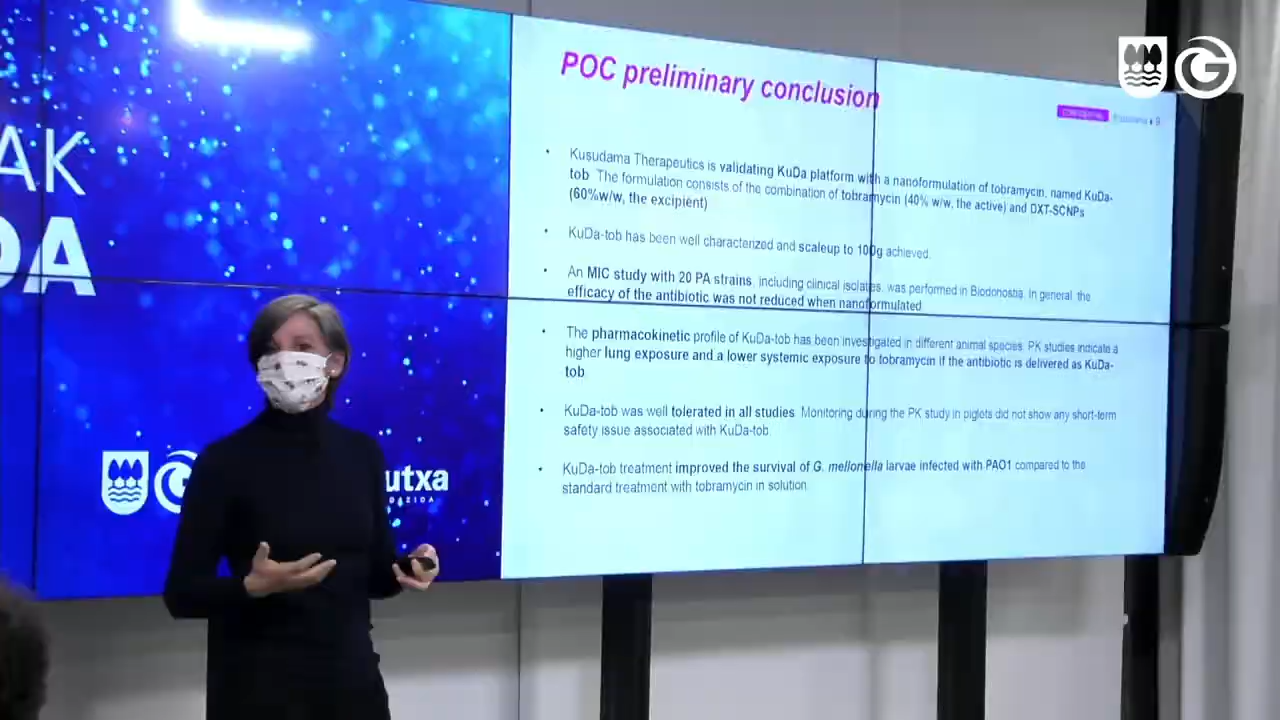 AK
DA
utxa
POC preliminary conclusion
9
• Kusudama Therapeutics is validating KuDa platform with a nanoformulation of tobramycin, named KuDa-
tob The formulation consists of the combination of tobramycin (40% w/w, the active) and DXT-SCNPs
(60%w/w, the excipient)
• KuDa-tob has been well characterized and scaleup to 100g achieved.
• An MIC study with 20 PA strains, including clinical isolates, was performed in Biodonostia. In general, the
efficacy of the antibiotic was not reduced when nanoformulated
• The pharmacokinetic profile of KuDa-tob has been investigated in different animal species. PK studies indicate a
higher lung exposure and a lower systemic exposure to tobramycin if the antibiotic is delivered as KuDa-
tob
• KuDa-tob was well tolerated in all studies. Monitoring during the PK study in piglets did not show any short-term
safety issue associated with KuDa-tob.
• KuDa-tob treatment improved the survival of G. mellonella larvae infected with PAO1 compared to the
standard treatment with tobramycin in solution.
G